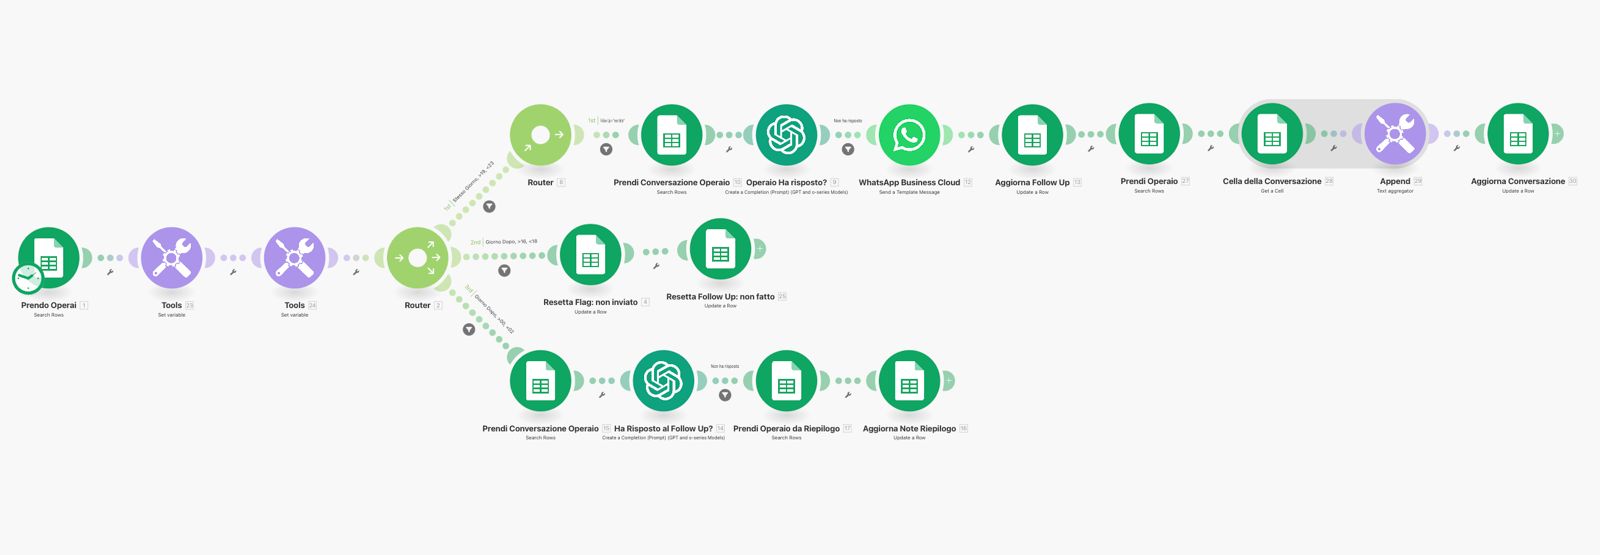 1st | Stesso Giorno, >19, <23
Router 8
1st |
Prendi Conversazione Operaio 10
Search Rows
Operaio Ha risposto? 9
Create a Completion (Prompt) (GPT and o-series Models)
Non ha risposto
WhatsApp Business Cloud 12
Send a Template Message
Aggiorna Follow Up 13
Update a Row
Prendi Operaio 27
Search Rows
Cella della Conversazione 28
Get a Cell
Append 29
Text aggregator
Aggiorna Conversazione 30
Update a Row
Prendo Operai 1
Search Rows
Tools 23
Set variable
Tools 24
Set variable
Router 2
2nd | Giorno Dopo, >16, <18
Resetta Flag: non inviato 4
Update a Row
Resetta Follow Up: non fatto 25
Update a Row
3rd | Giorno Dopo, >00, <02
Prendi Conversazione Operaio 15
Search Rows
Ha Risposto al Follow Up? 14
Create a Completion (Prompt) (GPT and o-series Models)
Non ha risposto
Prendi Operaio da Riepilogo 17
Search Rows
Aggiorna Note Riepilogo
Update a Row